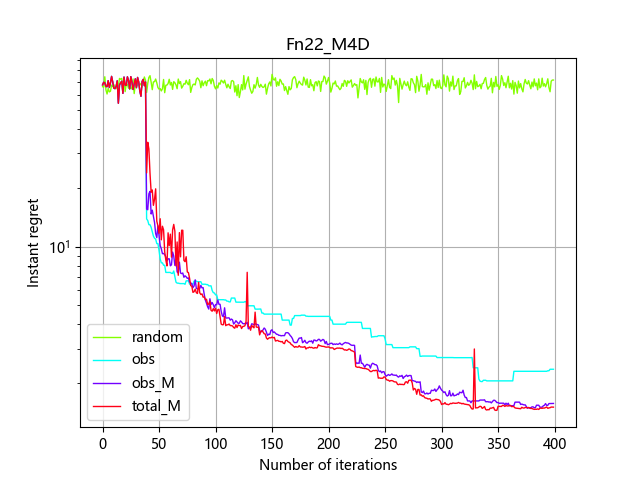 Fn22_M4D
Instant regret
10^1
random
obs
obs_M
total_M
0 50 100 150 200 250 300 350 400
Number of iterations